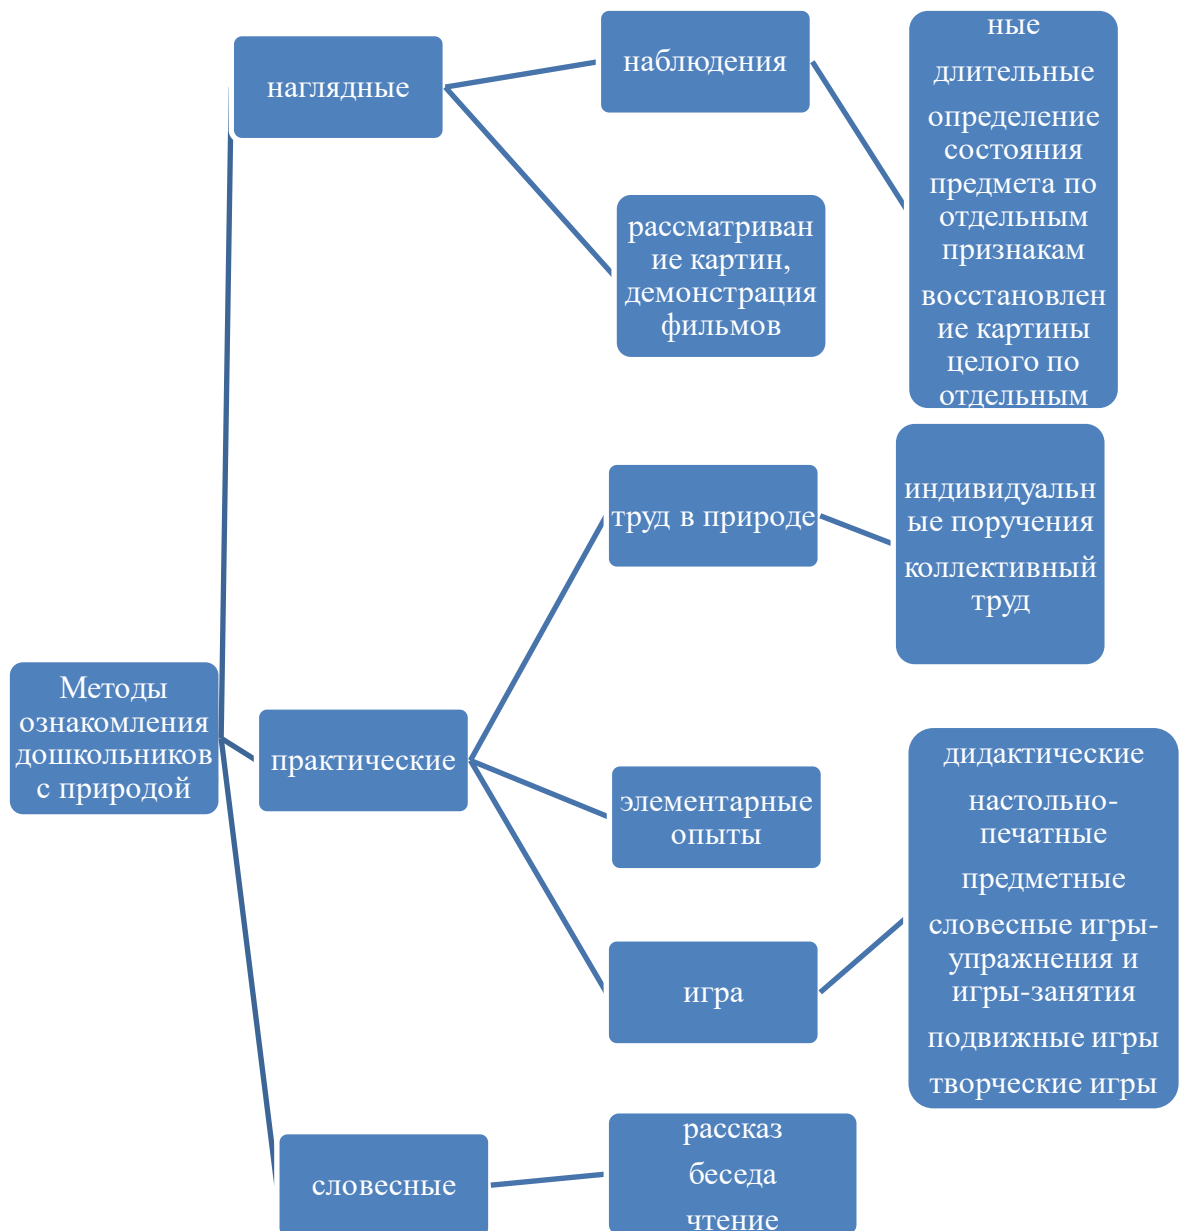 Методы
ознакомления
дошкольников
с природой
наглядные
наблюдения
ные
длительные
определение
состояния
предмета по
отдельным
признакам
восстановлен
ие картины
целого по
отдельным
рассматриван
ие картин,
демонстрация
фильмов
практические
труд в природе
индивидуальн
ые поручения
коллективный
труд
элементарные
опыты
игра
дидактические
настольно-
печатные
предметные
словесные игры-
упражнения и
игры-занятия
подвижные игры
творческие игры
словесные
рассказ
беседа
чтение